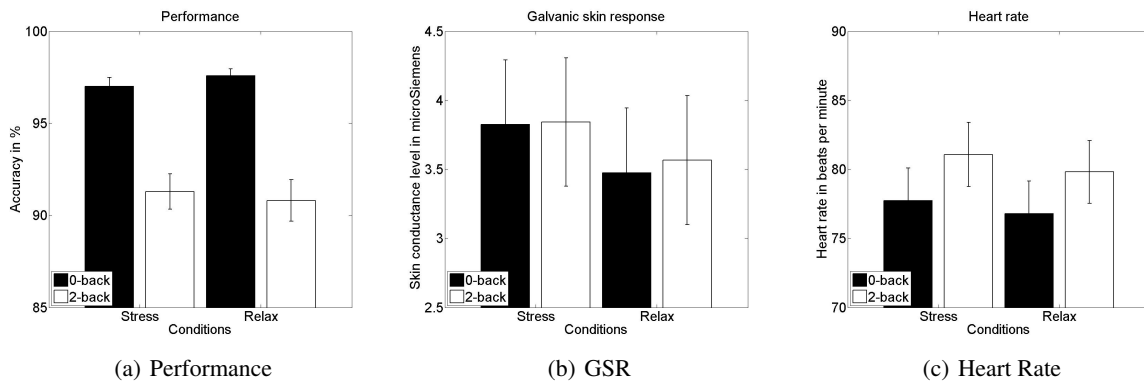 Performance
100
95
90
85
Accuracy in %
0-back
2-back
Stress
Relax
Conditions
(a) Performance
Galvanic skin response
4.5
4
3.5
3
2.5
Skin conductance level in microSiemens
0-back
2-back
Stress
Relax
Conditions
(b) GSR
Heart rate
85
80
75
70
Heart rate in beats per minute
0-back
2-back
Stress
Relax
Conditions
(c) Heart Rate